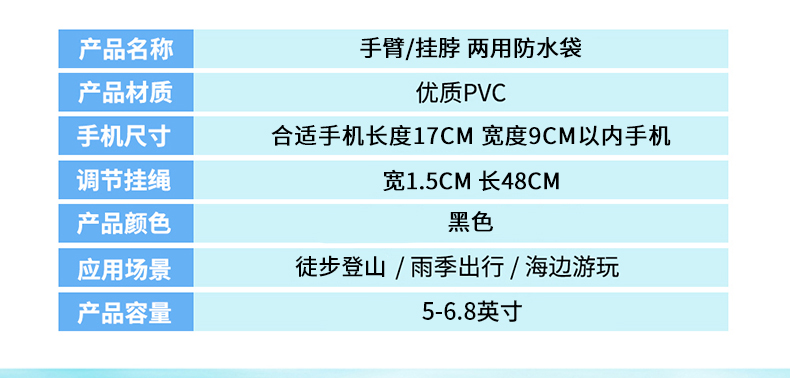 产品名称 手臂/挂脖 两用防水袋
产品材质 优质PVC
手机尺寸 合适手机长度17CM 宽度9CM以内手机
调节挂绳 宽1.5CM 长48CM
产品颜色 黑色
应用场景 徒步登山 / 雨季出行 / 海边游玩
产品容量 5-6.8英寸